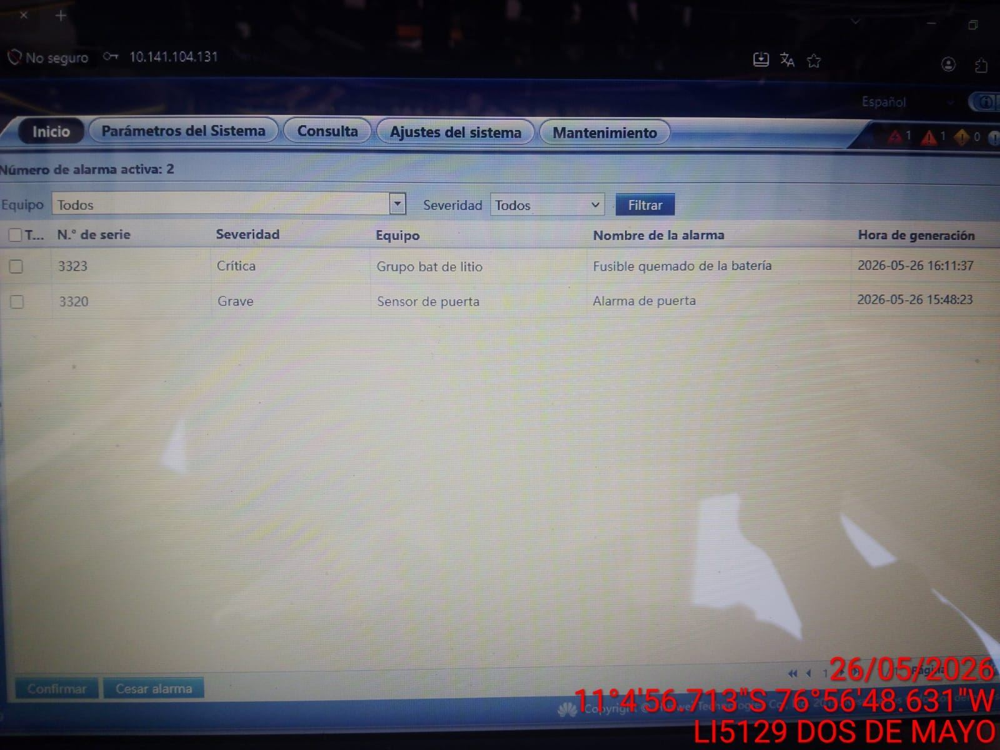 No seguro 10.141.104.131
Español
Inicio Parámetros del Sistema Consulta Ajustes del sistema Mantenimiento 1 1 0
Número de alarma activa: 2
Equipo Todos Severidad Todos Filtrar
T... N.° de serie Severidad Equipo Nombre de la alarma Hora de generación
3323 Crítica Grupo bat de litio Fusible quemado de la batería 2026-05-26 16:11:37
3320 Grave Sensor de puerta Alarma de puerta 2026-05-26 15:48:23
1
Confirmar Cesar alarma
Copyright ©
26/05/2026
11°4'56.713"S 76°56'48.631"W
LI5129 DOS DE MAYO